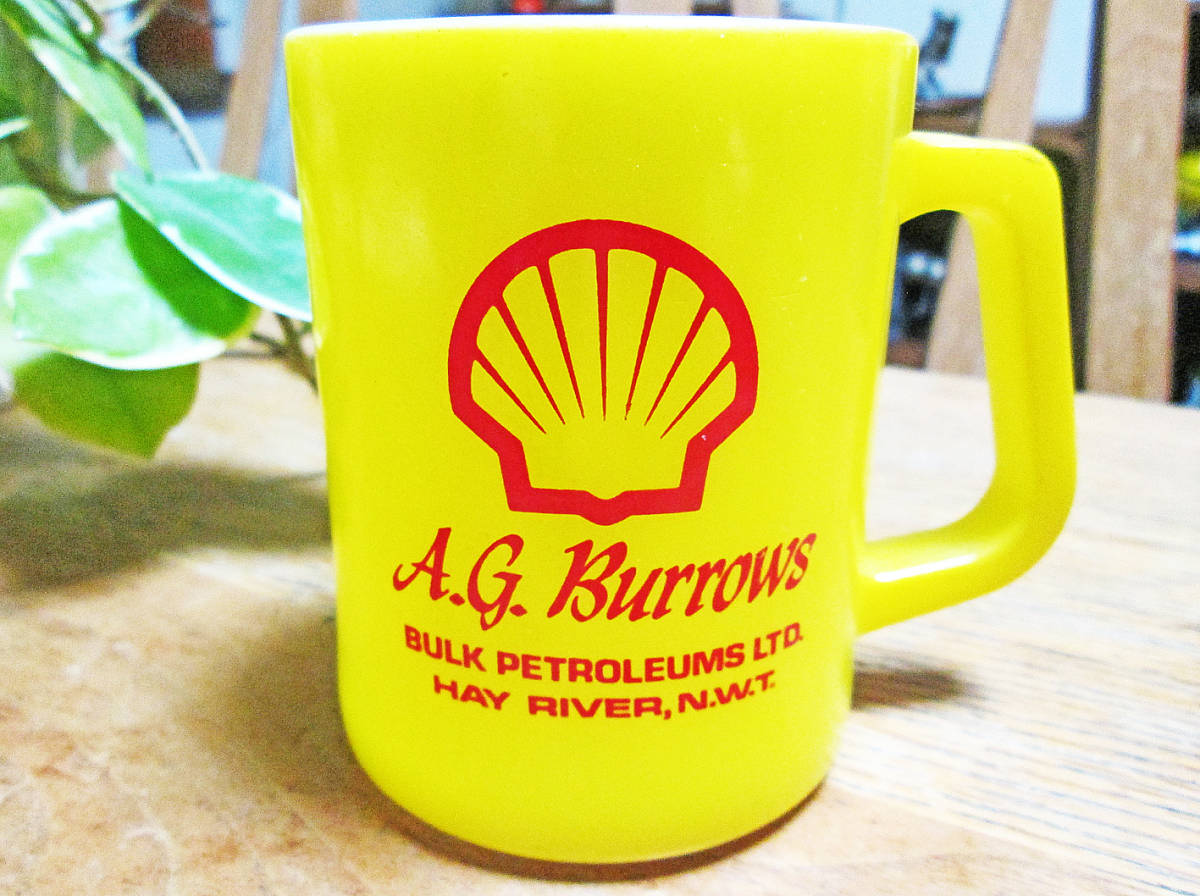 A.G. Burrows
BULK PETROLEUMS LTD.
HAY RIVER, N.W.T.